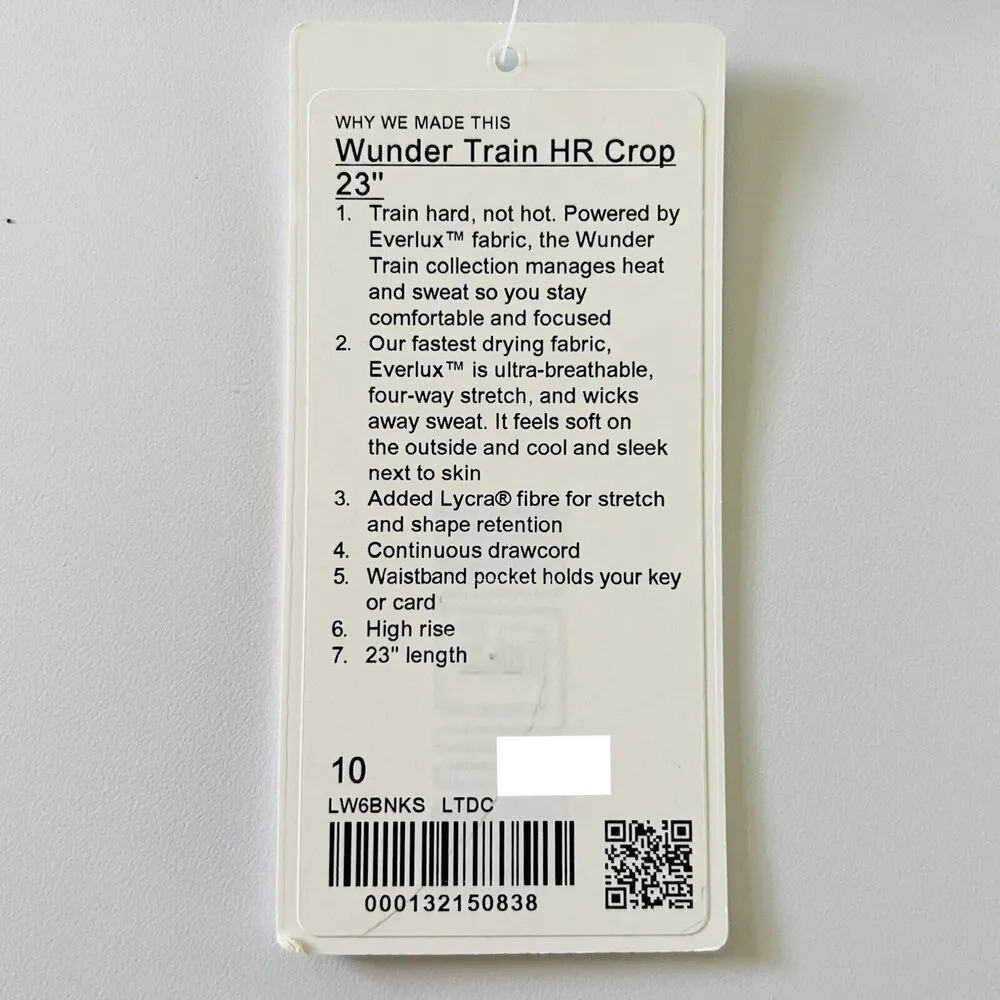 WHY WE MADE THIS
Wunder Train HR Crop
23"
1. Train hard, not hot. Powered by
Everlux™ fabric, the Wunder
Train collection manages heat
and sweat so you stay
comfortable and focused
2. Our fastest drying fabric,
Everlux™ is ultra-breathable,
four-way stretch, and wicks
away sweat. It feels soft on
the outside and cool and sleek
next to skin
3. Added Lycra® fibre for stretch
and shape retention
4. Continuous drawcord
5. Waistband pocket holds your key
or card
6. High rise
7. 23" length
10
LW6BNKS LTDC
000132150838